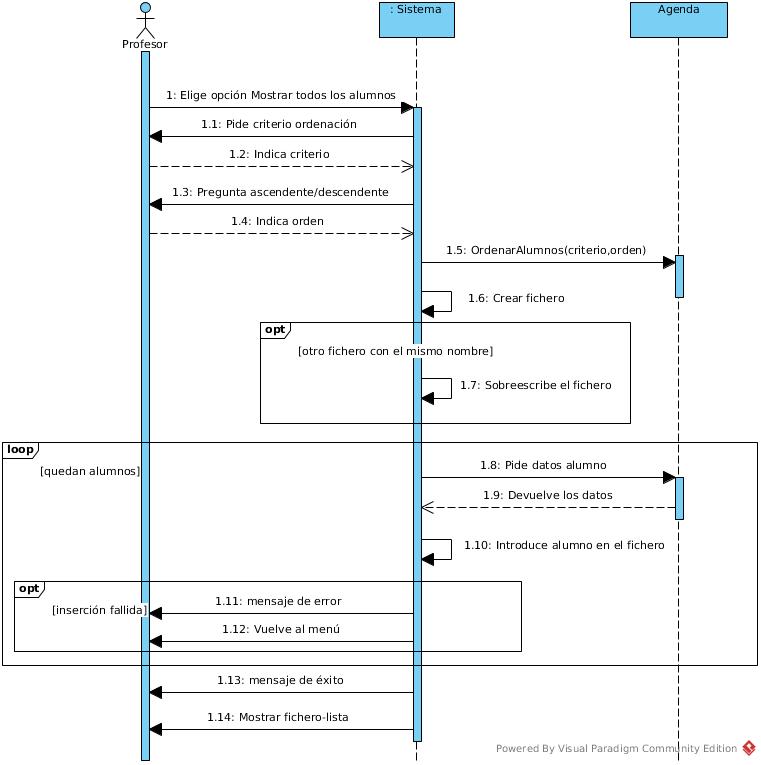 : Sistema
Agenda
Profesor
1: Elige opción Mostrar todos los alumnos
1.1: Pide criterio ordenación
1.2: Indica criterio
1.3: Pregunta ascendente/descendente
1.4: Indica orden
1.5: OrdenarAlumnos(criterio,orden)
1.6: Crear fichero
opt
[otro fichero con el mismo nombre]
1.7: Sobreescribe el fichero
loop
[quedan alumnos]
1.8: Pide datos alumno
1.9: Devuelve los datos
1.10: Introduce alumno en el fichero
opt
[inserción fallida]
1.11: mensaje de error
1.12: Vuelve al menú
1.13: mensaje de éxito
1.14: Mostrar fichero-lista
Powered By Visual Paradigm Community Edition